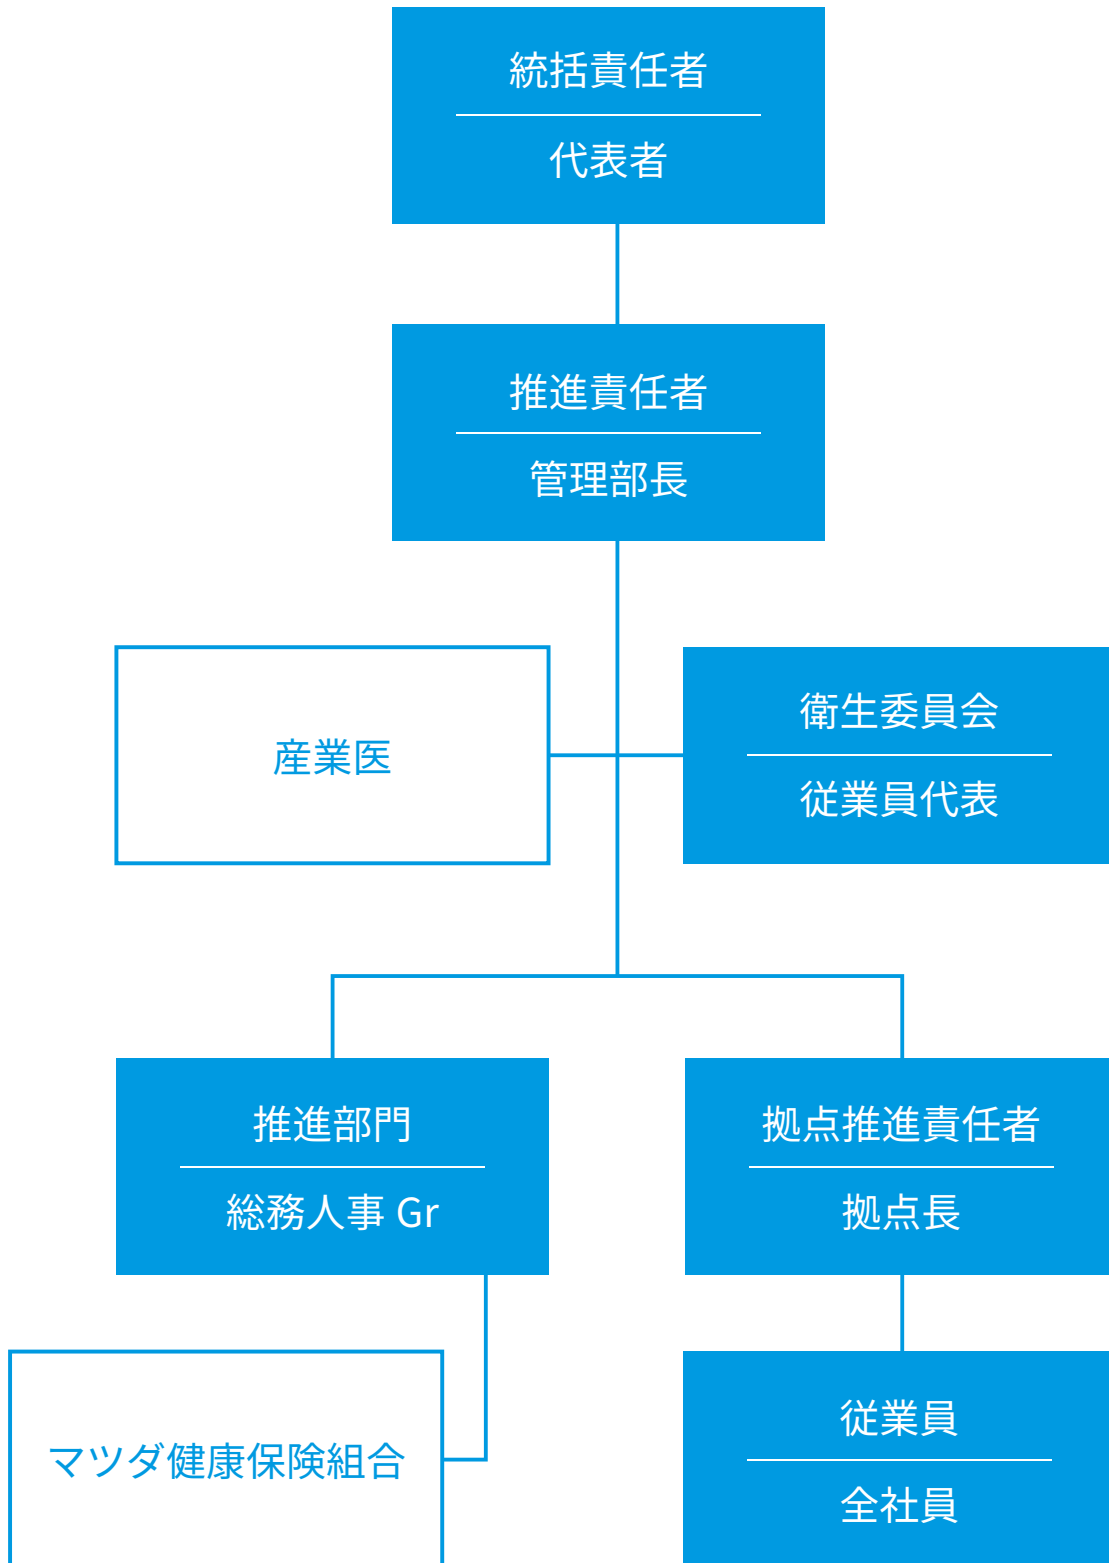 統括責任者
代表者
推進責任者
管理部長
産業医
衛生委員会
従業員代表
推進部門
総務人事 Gr
拠点推進責任者
拠点長
マツダ健康保険組合
従業員
全社員